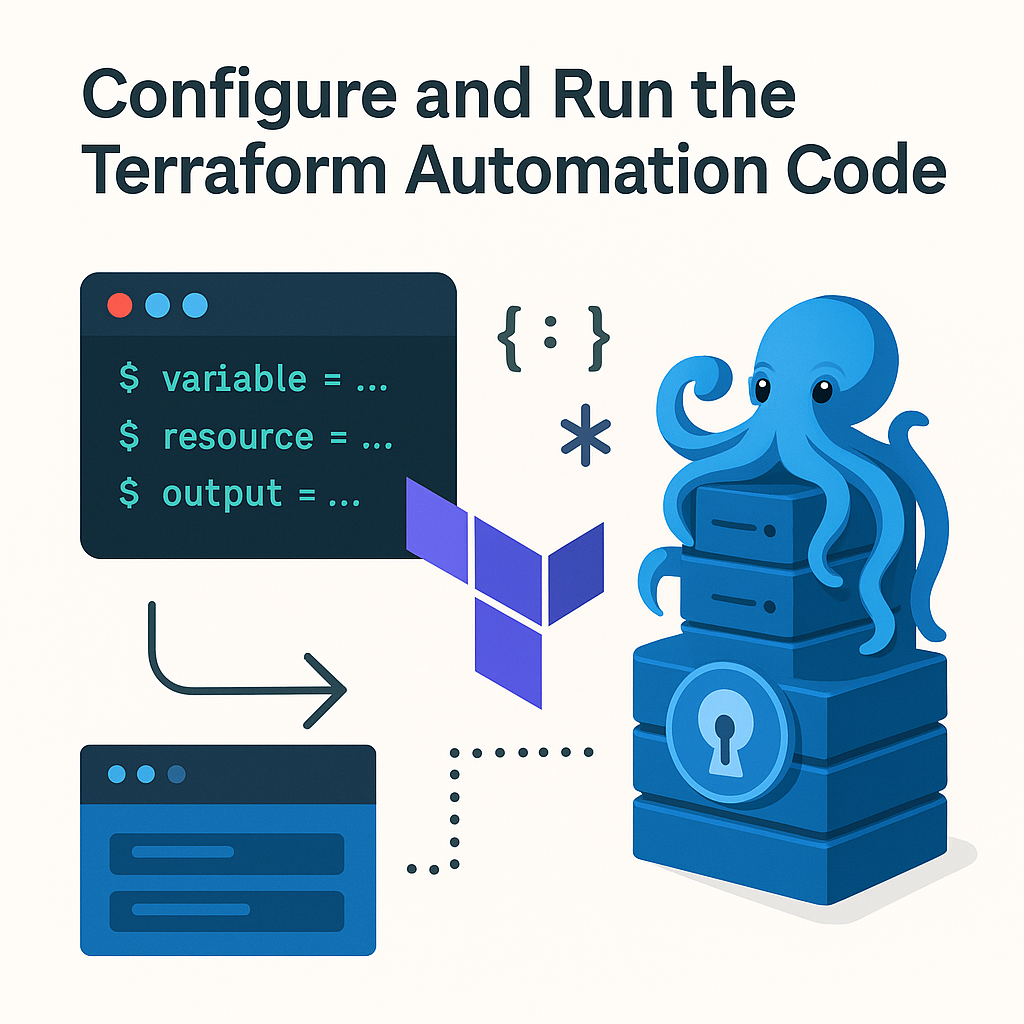 Configure and Run the
Terraform Automation Code
$ variable = ...
$ resource = ...
$ output = ...
{ : }
*